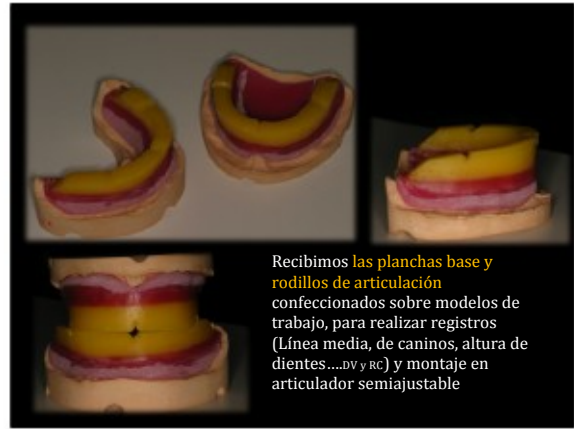 Recibimos las planchas base y
rodillos de articulación
confeccionados sobre modelos de
trabajo, para realizar registros
(Línea media, de caninos, altura de
dientes....DV y RC) y montaje en
articulador semiajustable